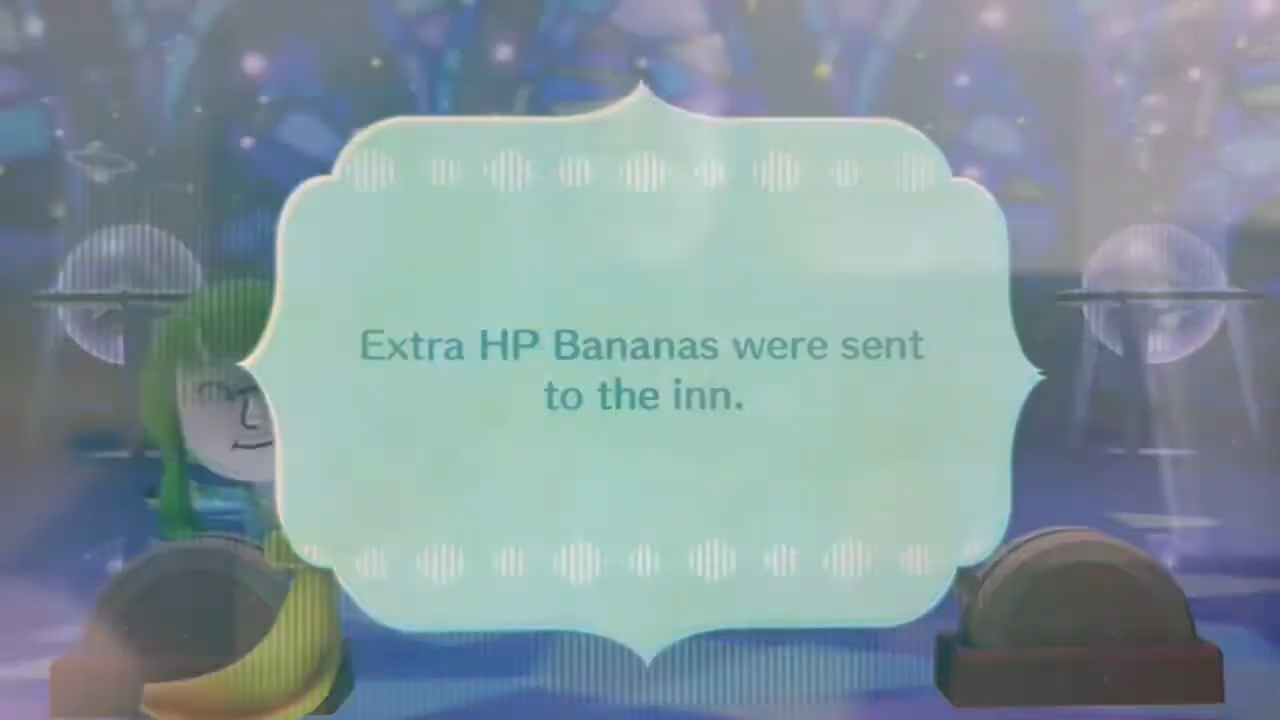 Extra HP Bananas were sent
to the inn.